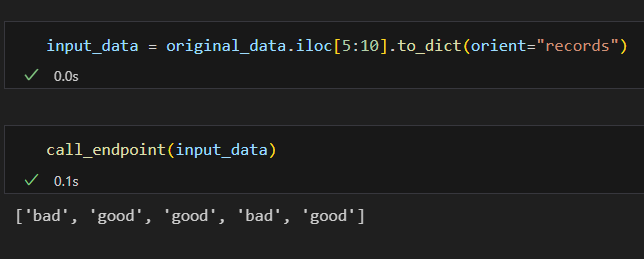 input_data = original_data.iloc[5:10].to_dict(orient="records")
0.0s
call_endpoint(input_data)
0.1s
['bad', 'good', 'good', 'bad', 'good']